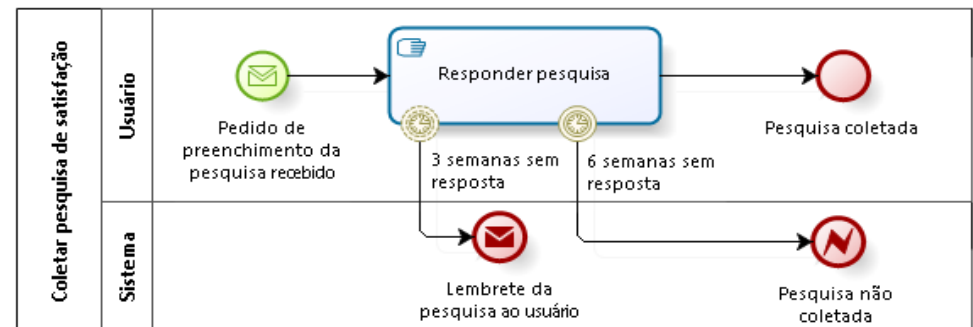 Coletar pesquisa de satisfação
Usuário
Pedido de
preenchimento da
pesquisa recebido
Responder pesquisa
Pesquisa coletada
3 semanas sem
resposta
6 semanas sem
resposta
Sistema
Lembrete da
pesquisa ao usuário
Pesquisa não
coletada